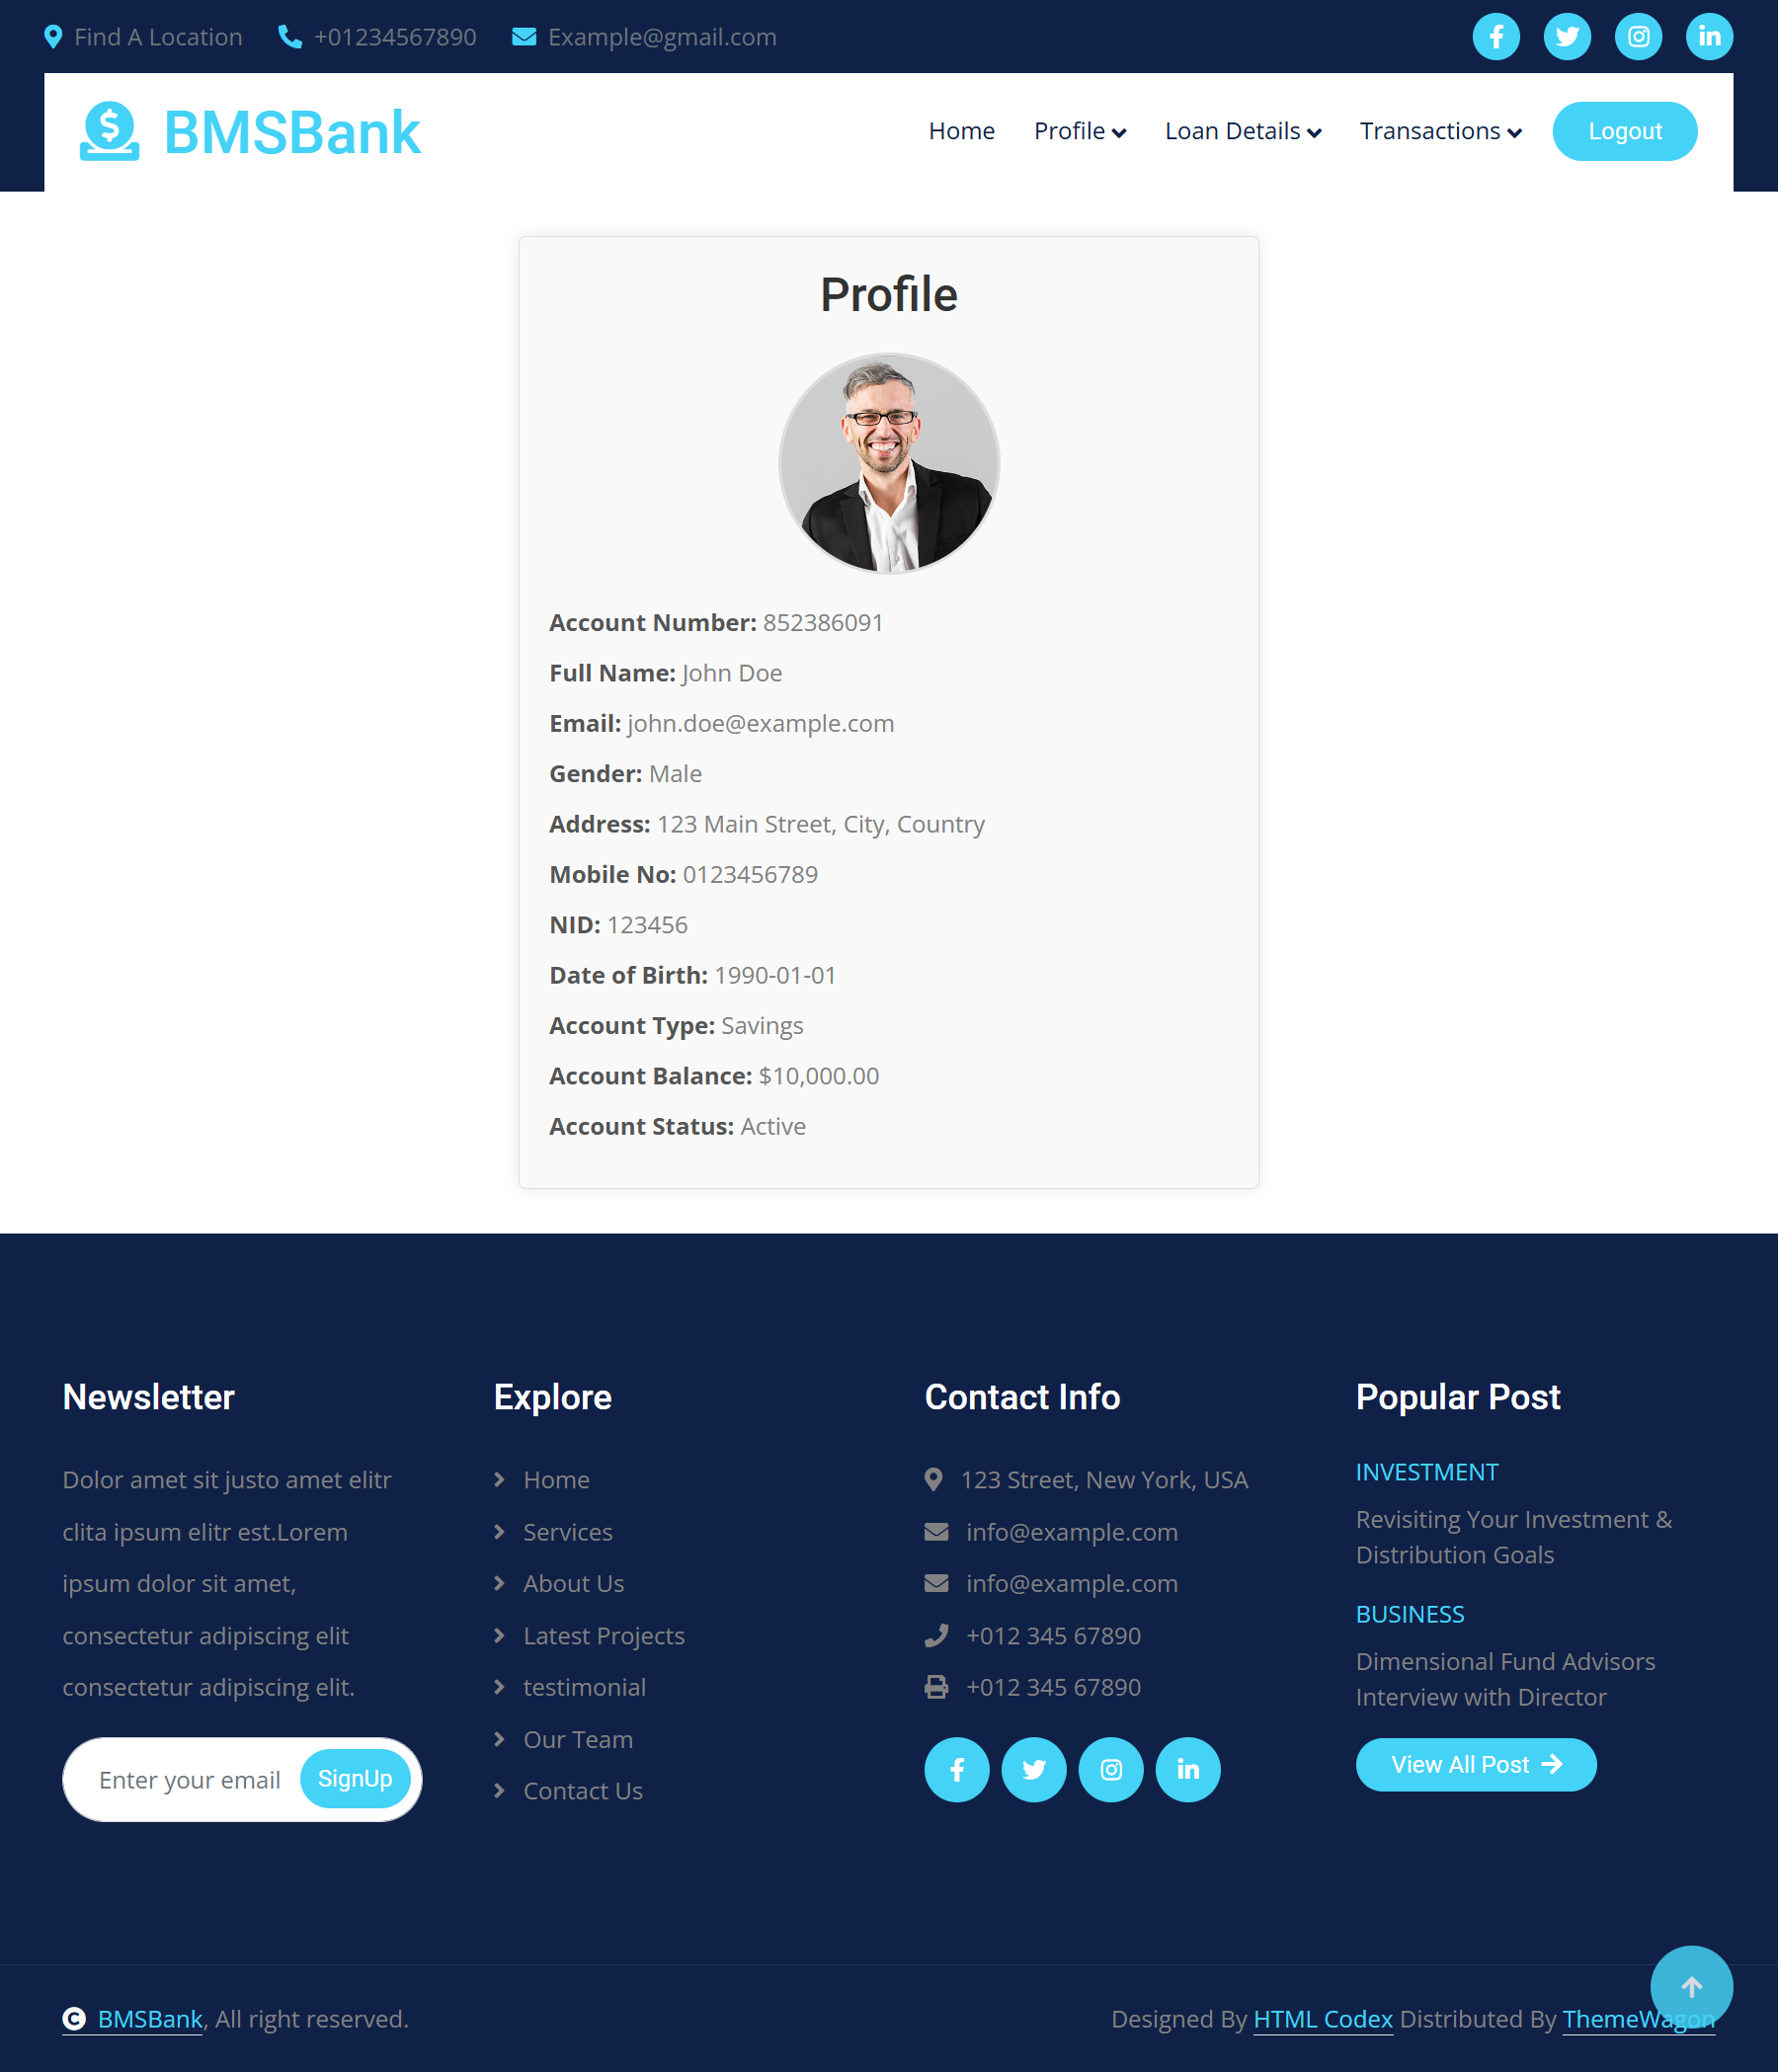 Find A Location +01234567890 Example@gmail.com
BMSBank Home Profile Loan Details Transactions Logout
Profile
Account Number: 852386091
Full Name: John Doe
Email: john.doe@example.com
Gender: Male
Address: 123 Main Street, City, Country
Mobile No: 0123456789
NID: 123456
Date of Birth: 1990-01-01
Account Type: Savings
Account Balance: $10,000.00
Account Status: Active
Newsletter
Dolor amet sit justo amet elitr
clita ipsum elitr est.Lorem
ipsum dolor sit amet,
consectetur adipiscing elit
consectetur adipiscing elit.
Enter your email SignUp
Explore
Home
Services
About Us
Latest Projects
testimonial
Our Team
Contact Us
Contact Info
123 Street, New York, USA
info@example.com
info@example.com
+012 345 67890
+012 345 67890
Popular Post
INVESTMENT
Revisiting Your Investment &
Distribution Goals
BUSINESS
Dimensional Fund Advisors
Interview with Director
View All Post
BMSBank, All right reserved.
Designed By HTML Codex Distributed By ThemeWagon